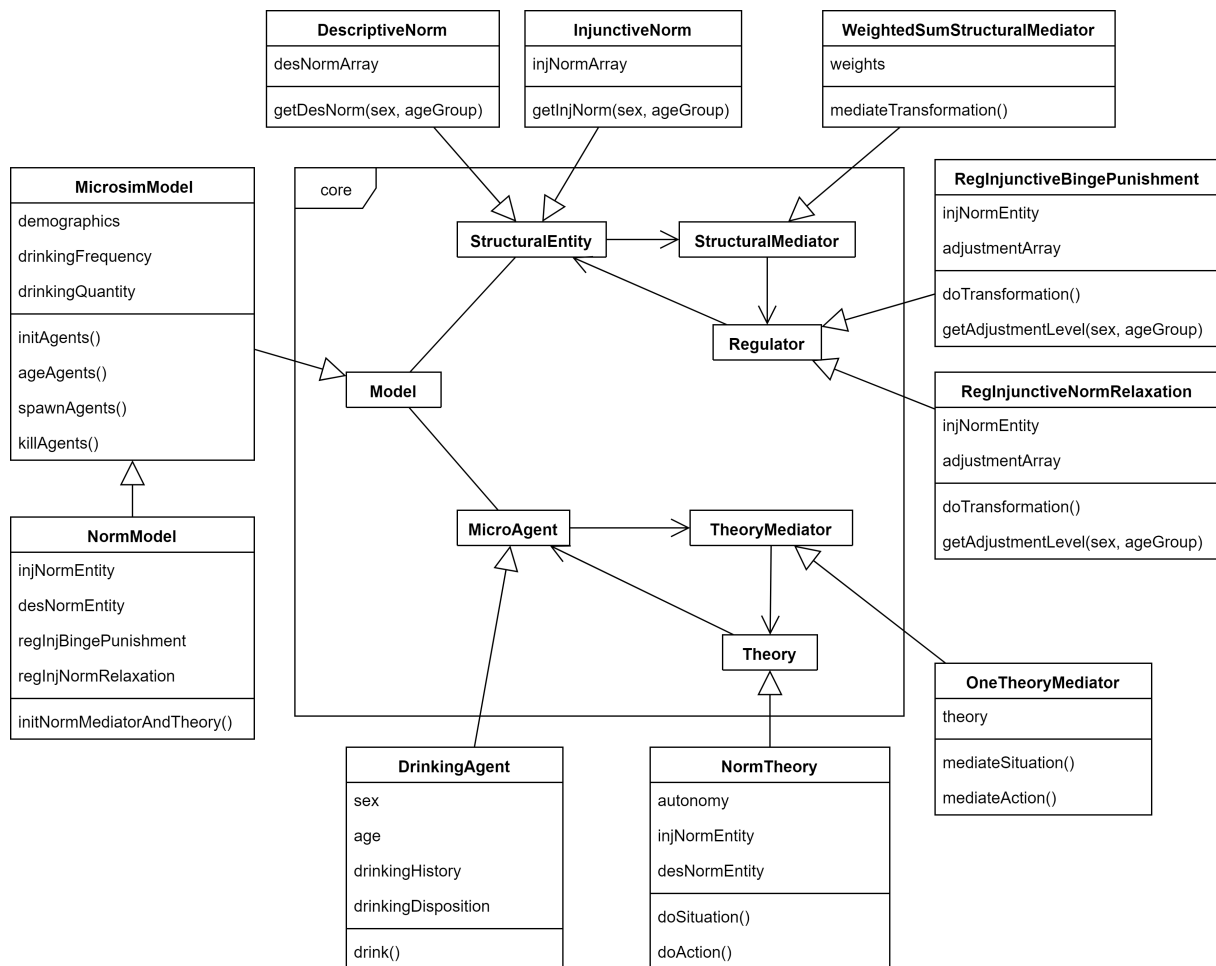 DescriptiveNorm
desNormArray
getDesNorm(sex, ageGroup)
InjunctiveNorm
injNormArray
getInjNorm(sex, ageGroup)
WeightedSumStructuralMediator
weights
mediateTransformation()
MicrosimModel
demographics
drinkingFrequency
drinkingQuantity
initAgents()
ageAgents()
spawnAgents()
killAgents()
core
StructuralEntity
StructuralMediator
Regulator
Model
RegInjunctiveBingePunishment
injNormEntity
adjustmentArray
doTransformation()
getAdjustmentLevel(sex, ageGroup)
RegInjunctiveNormRelaxation
injNormEntity
adjustmentArray
doTransformation()
getAdjustmentLevel(sex, ageGroup)
NormModel
injNormEntity
desNormEntity
regInjBingePunishment
regInjNormRelaxation
initNormMediatorAndTheory()
MicroAgent
TheoryMediator
Theory
OneTheoryMediator
theory
mediateSituation()
mediateAction()
DrinkingAgent
sex
age
drinkingHistory
drinkingDisposition
drink()
NormTheory
autonomy
injNormEntity
desNormEntity
doSituation()
doAction()